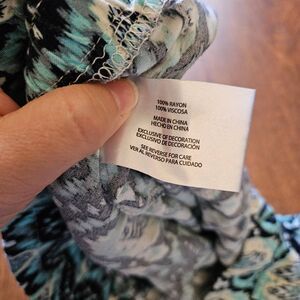 100% RAYON
100% VISCOSA
MADE IN CHINA
HECHO EN CHINA
EXCLUSIVE OF DECORATION
EXCLUSIVO DE DECORACIÓN
SEE REVERSE FOR CARE
VER AL REVERSO PARA CUIDADO